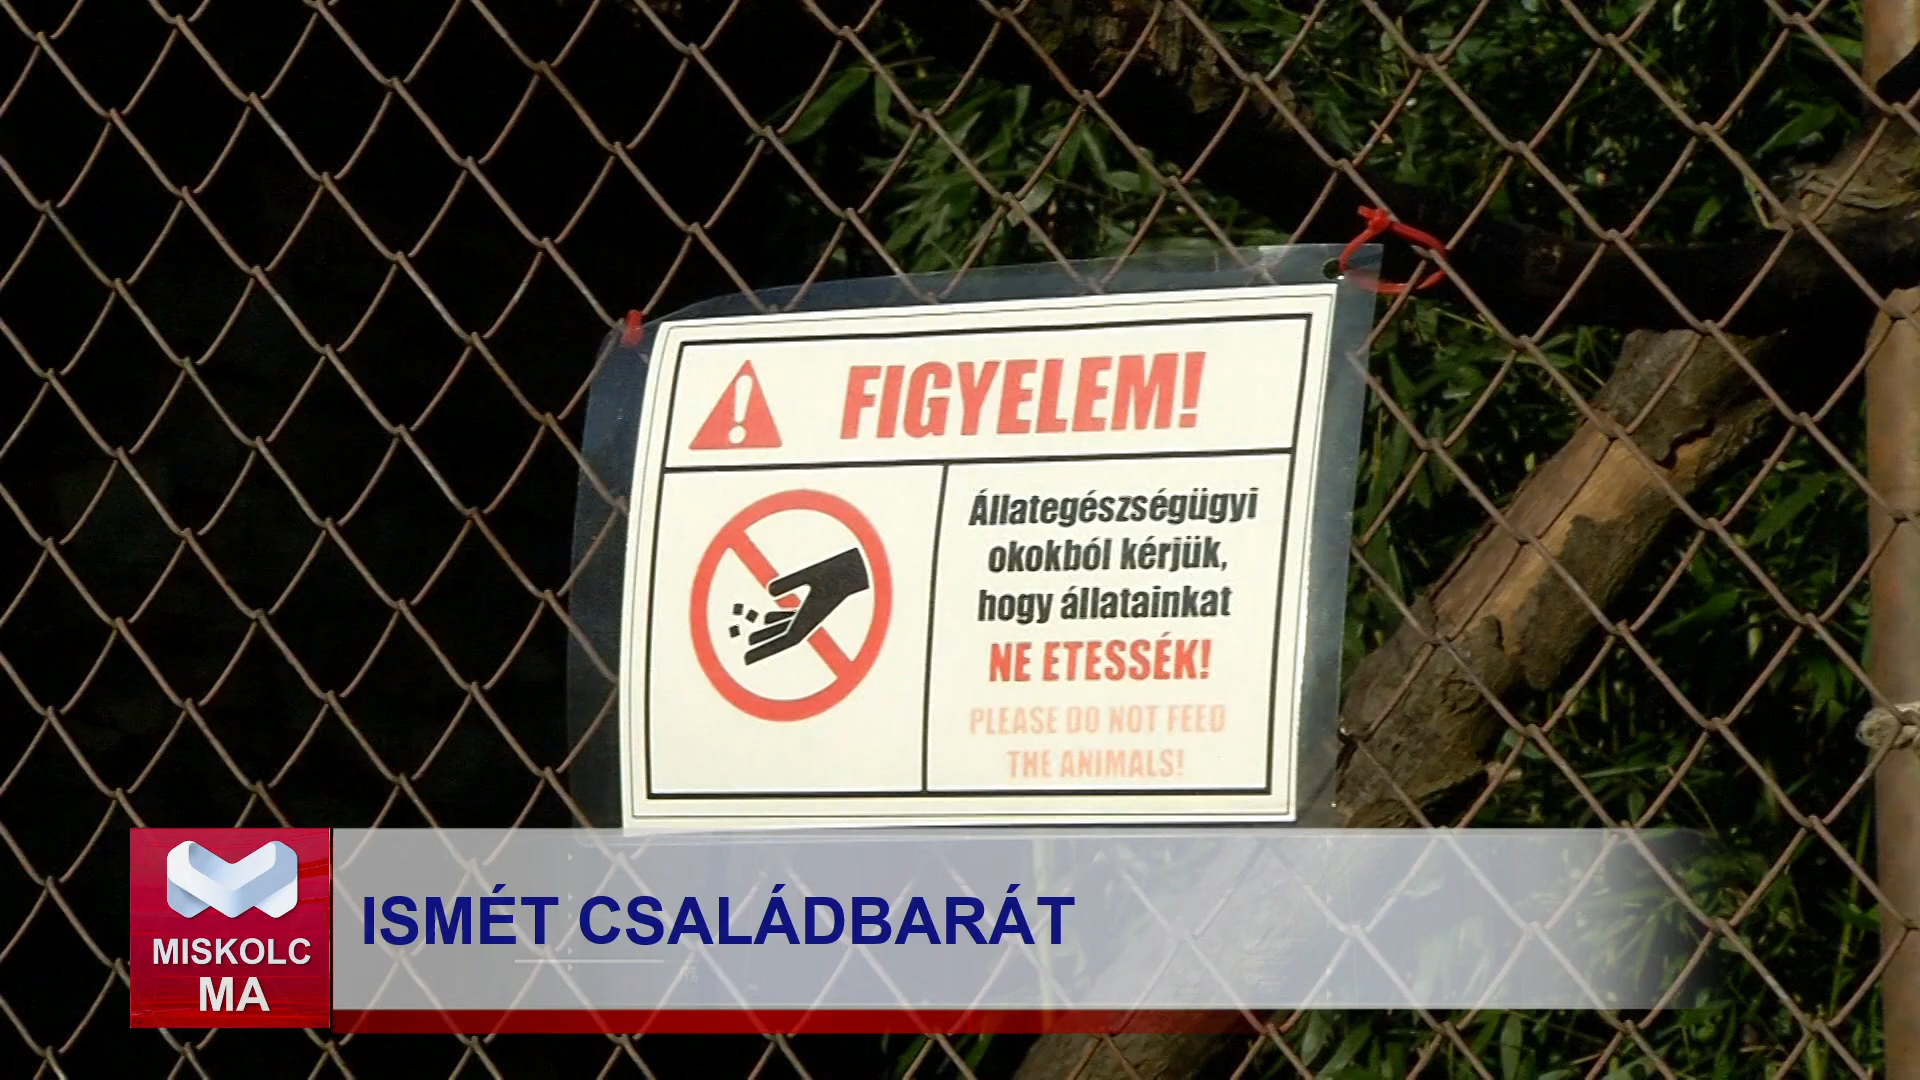 FIGYELEM!
Állategészségügyi
okokból kérjük,
hogy állatainkat
NE ETESSÉK!
PLEASE DO NOT FEED
THE ANIMALS!
MISKOLC
MA
ISMÉT CSALÁDBARÁT